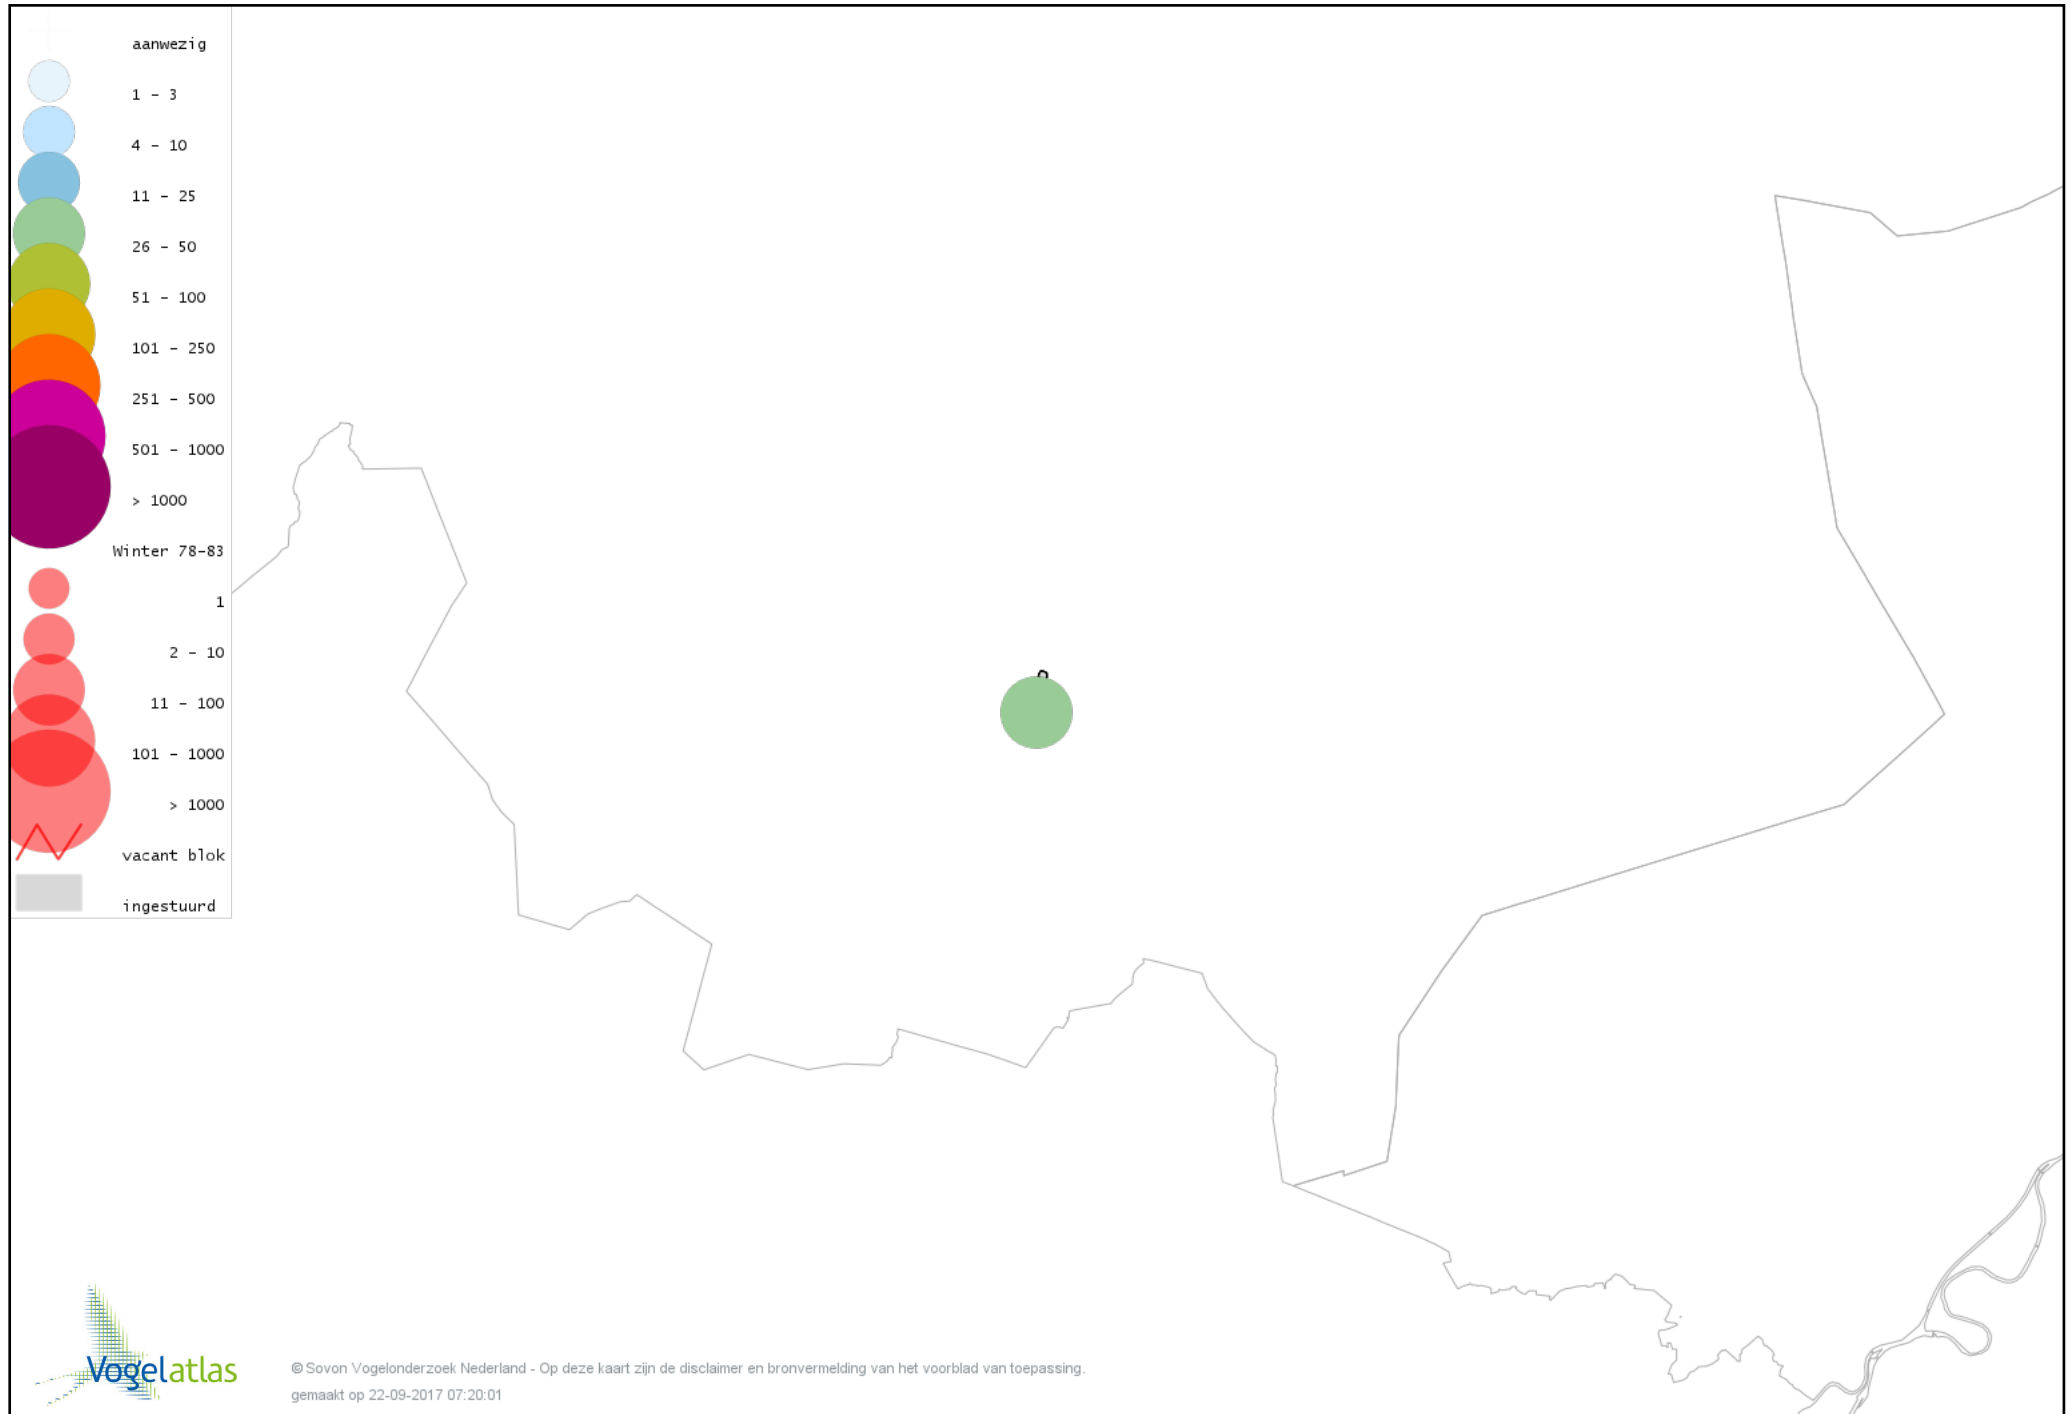 aanwezig
1 - 3
4 - 10
11 - 25
26 - 50
51 - 100
101 - 250
251 - 500
501 - 1000
> 1000
Winter 78-83
1
2 - 10
11 - 100
101 - 1000
> 1000
vacant blok
ingestuurd
Vogelatlas
© Sovon Vogelonderzoek Nederland - Op deze kaart zijn de disclaimer en bronvermelding van het voorblad van toepassing.
gemaakt op 22-09-2017 07:20:01